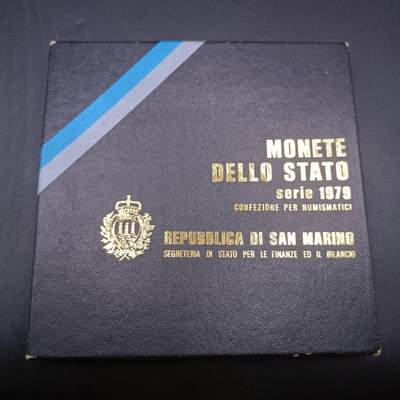 MONETE
DELLO STATO
serie 1979
CONFEZIONE PER NUMISMATICI
REPUBBLICA DI SAN MARINO
SEGRETERIA DI STATO PER LE FINANZE ED IL BILANCIO